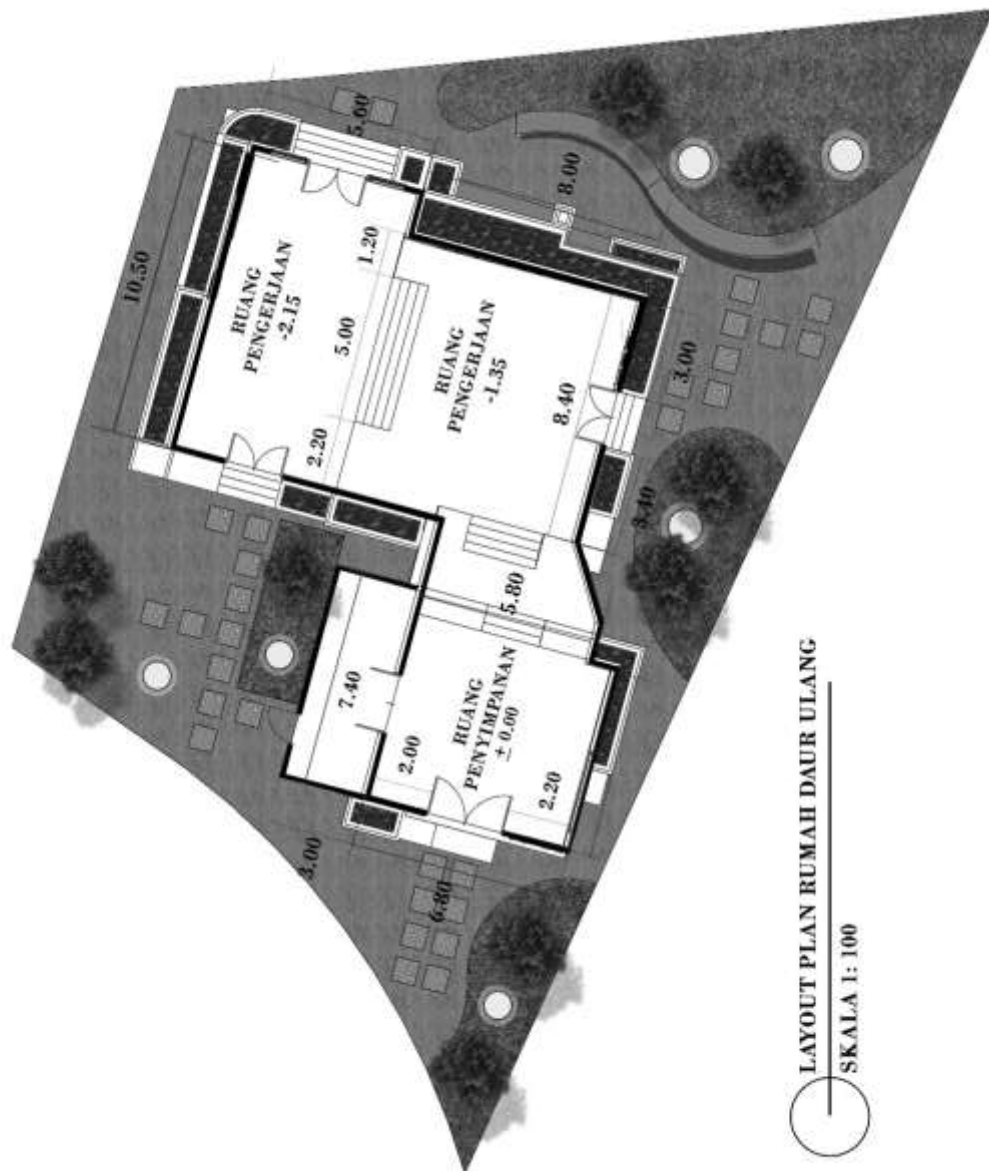 5.00
8.00
10.50
1.20
RUANG
PENGERJAAN
-2.15
5.00
RUANG
PENGERJAAN
-1.35
3.00
8.40
2.20
3.40
5.80
7.40
RUANG
PENYIMPANAN
± 0.00
2.00
2.20
3.00
6.80
LAYOUT PLAN RUMAH DAUR ULANG
SKALA 1: 100